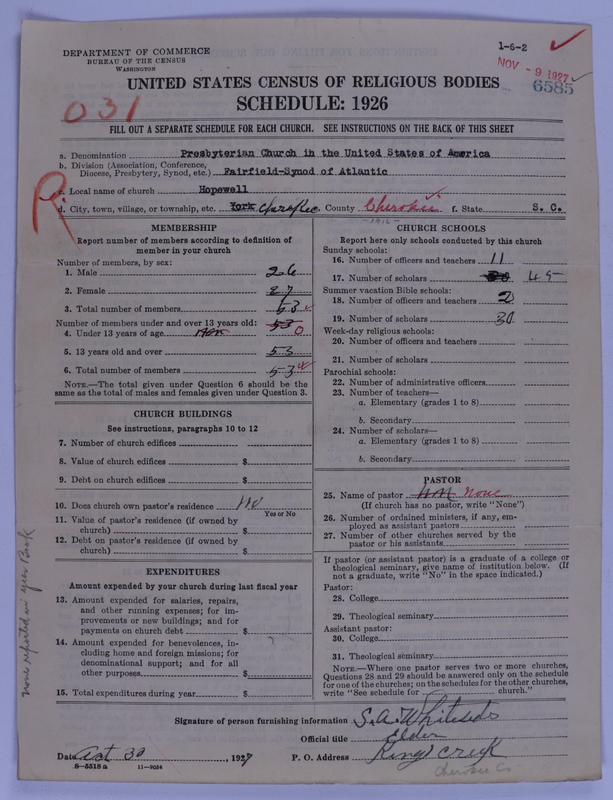 DEPARTMENT OF COMMERCE
BUREAU OF THE CENSUS
WASHINGTON
1-6-2
NOV - 9 1927
6585
UNITED STATES CENSUS OF RELIGIOUS BODIES
SCHEDULE: 1926
031
FILL OUT A SEPARATE SCHEDULE FOR EACH CHURCH. SEE INSTRUCTIONS ON THE BACK OF THIS SHEET
a. Denomination Presbyterian Church in the United States of America
b. Division (Association, Conference, Diocese, Presbytery, Synod, etc.) Fairfield-Synod of Atlantic
c. Local name of church Hopewell
d. City, town, village, or township, etc. York Cherokee County Cherokee f. State S. C.
R
MEMBERSHIP
Report number of members according to definition of member in your church
Number of members, by sex:
1. Male 26
2. Female 27
3. Total number of members 53
Number of members under and over 13 years old: 53
4. Under 13 years of age 0
5. 13 years old and over 53
6. Total number of members 53
NOTE.—The total given under Question 6 should be the same as the total of males and females given under Question 3.
CHURCH BUILDINGS
See instructions, paragraphs 10 to 12
7. Number of church edifices
8. Value of church edifices $
9. Debt on church edifices $
10. Does church own pastor's residence No
Yes or No
11. Value of pastor's residence (if owned by church) $
12. Debt on pastor's residence (if owned by church) $
EXPENDITURES
Amount expended by your church during last fiscal year
13. Amount expended for salaries, repairs, and other running expenses; for improvements or new buildings; and for payments on church debt $
14. Amount expended for benevolences, including home and foreign missions; for denominational support; and for all other purposes $
15. Total expenditures during year $
none reported in year Book
CHURCH SCHOOLS
Report here only schools conducted by this church
Sunday schools:
16. Number of officers and teachers 11
17. Number of scholars 45
Summer vacation Bible schools:
18. Number of officers and teachers 2
19. Number of scholars 30
Week-day religious schools:
20. Number of officers and teachers
21. Number of scholars
Parochial schools:
22. Number of administrative officers
23. Number of teachers—
a. Elementary (grades 1 to 8)
b. Secondary
24. Number of scholars—
a. Elementary (grades 1 to 8)
b. Secondary
PASTOR
25. Name of pastor None
(If church has no pastor, write "None")
26. Number of ordained ministers, if any, employed as assistant pastors
27. Number of other churches served by the pastor or his assistants
If pastor (or assistant pastor) is a graduate of a college or theological seminary, give name of institution below. (If not a graduate, write "No" in the space indicated.)
Pastor:
28. College
29. Theological seminary
Assistant pastor:
30. College
31. Theological seminary
NOTE.—Where one pastor serves two or more churches, Questions 28 and 29 should be answered only on the schedule for one of the churches; on the schedules for the other churches, write "See schedule for church."
Signature of person furnishing information S. A. Whitesids
Official title Elder
Date Oct 30, 1927 P. O. Address Kings Creek
Cherokee Co
8-5518 a 11-9034